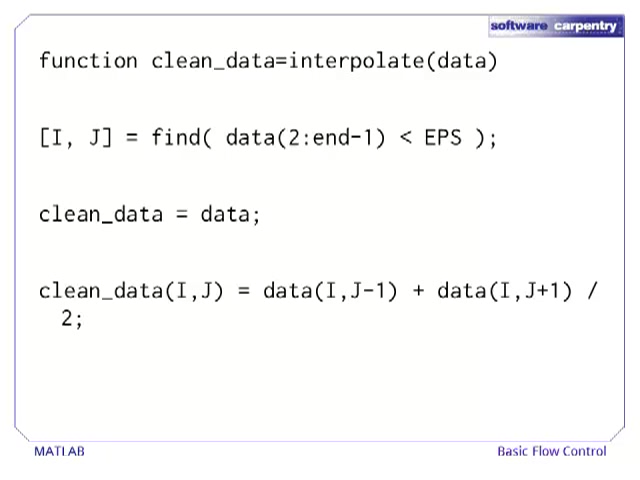 software carpentry
function clean_data=interpolate(data)
[I, J] = find( data(2:end-1) < EPS );
clean_data = data;
clean_data(I,J) = data(I,J-1) + data(I,J+1) /
2;
MATLAB
Basic Flow Control